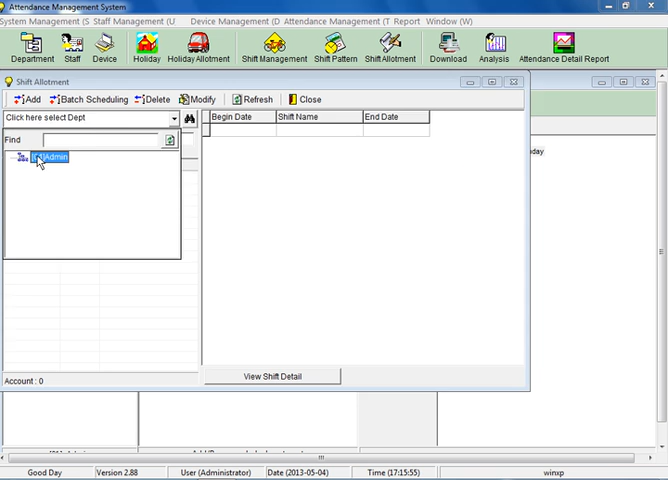 Attendance Management System
System Management (S Staff Management (U Device Management (D Attendance Management (T Report Window (W)
Department Staff Device Holiday Holiday Allotment Shift Management Shift Pattern Shift Allotment Download Analysis Attendance Detail Report
Shift Allotment
Add Batch Scheduling Delete Modify Refresh Close
Click here select Dept
Begin Date Shift Name End Date
Find
Admin
day
Account : 0
View Shift Detail
Good Day Version 2.88 User (Administrator) Date (2013-05-04) Time (17:15:55) winxp